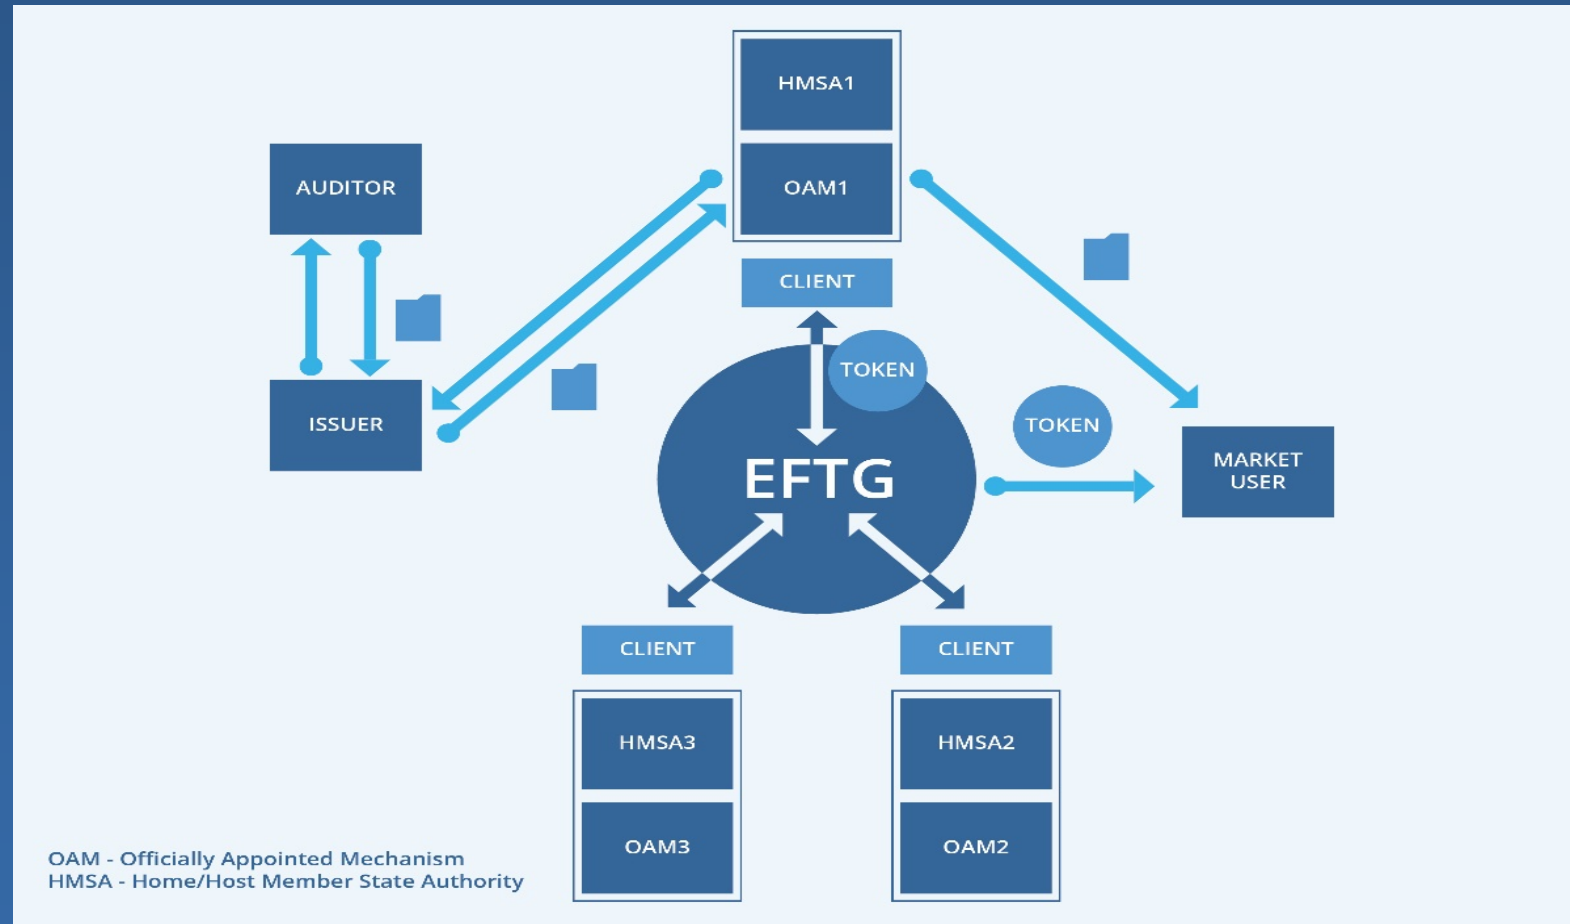 HMSA1
AUDITOR
OAM1
CLIENT
TOKEN
ISSUER
TOKEN
MARKET
USER
EFTG
CLIENT
CLIENT
HMSA3
HMSA2
OAM3
OAM2
OAM - Officially Appointed Mechanism
HMSA - Home/Host Member State Authority